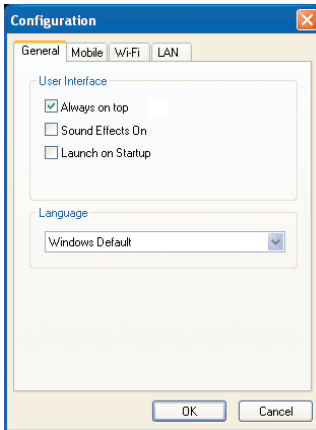 Configuration
General Mobile Wi-Fi LAN
User Interface
Always on top
Sound Effects On
Launch on Startup
Language
Windows Default
OK Cancel